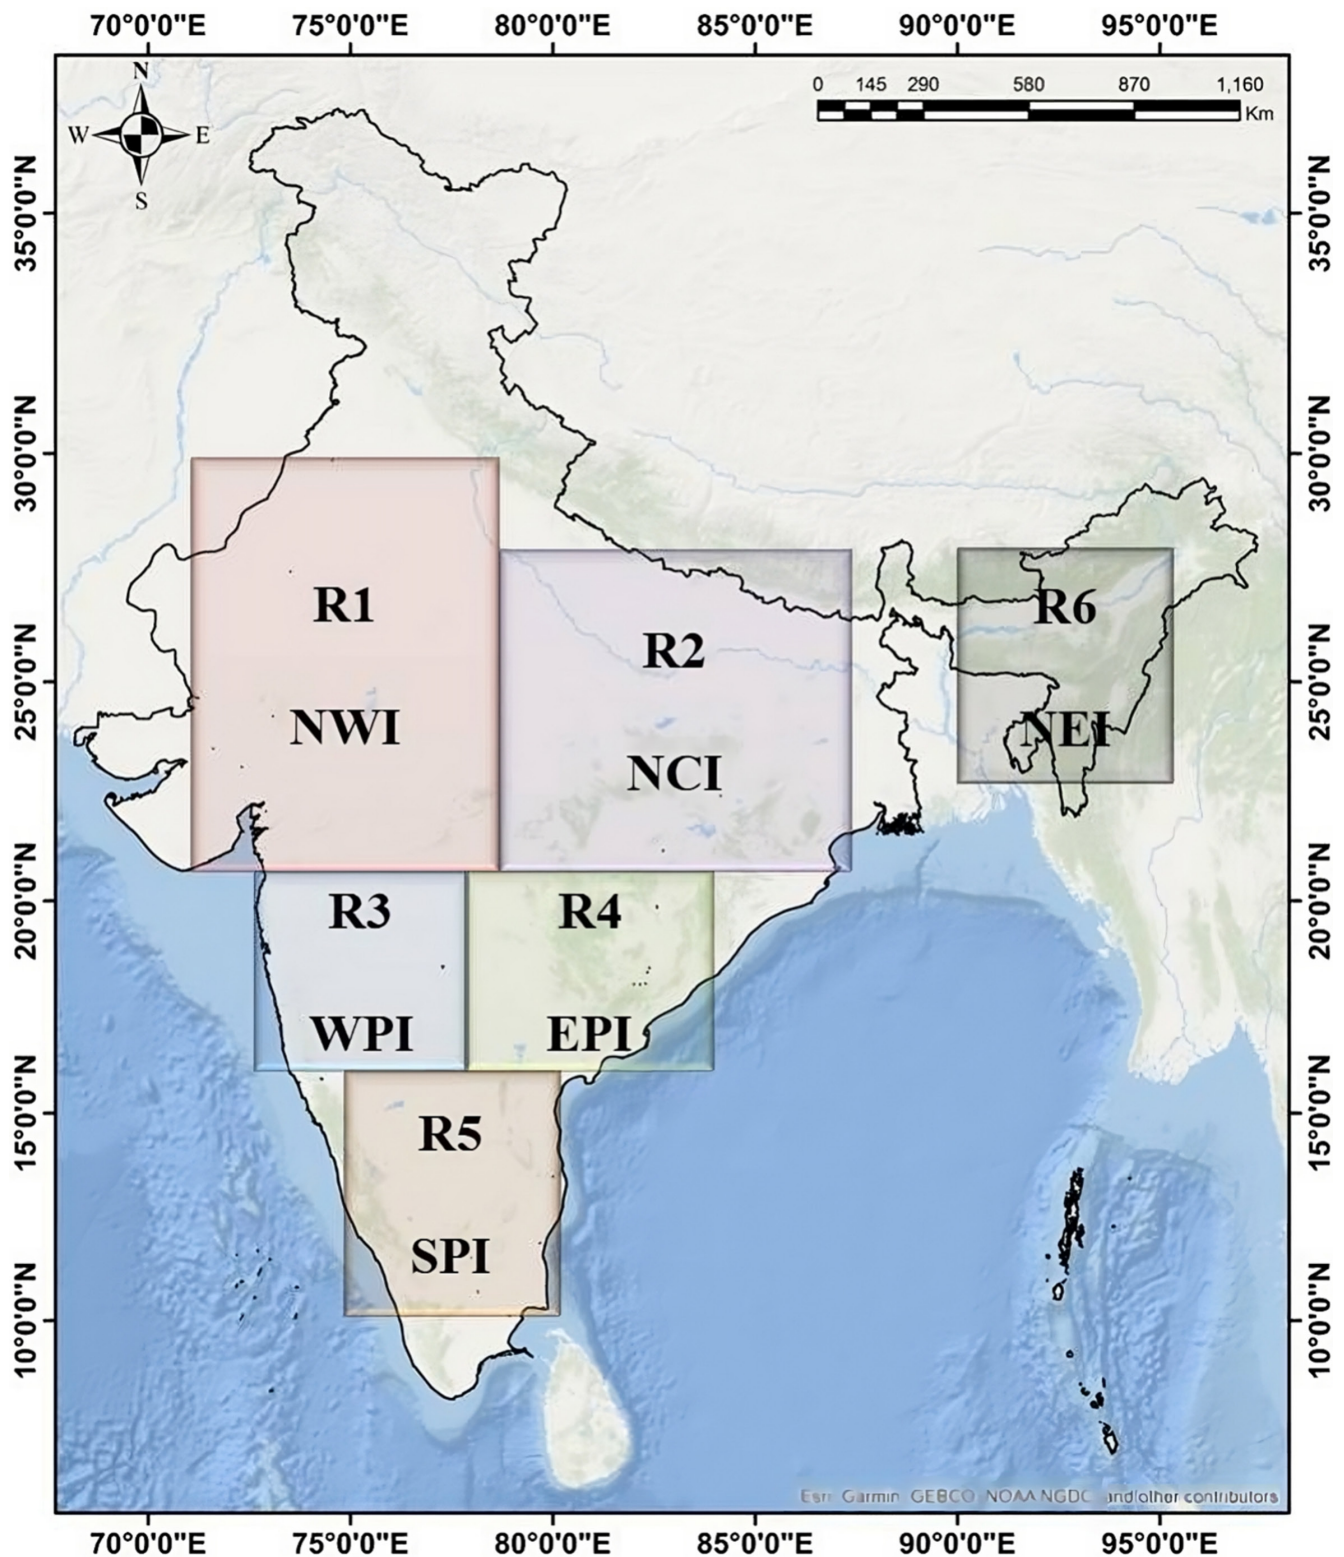 70°0'0"E 75°0'0"E 80°0'0"E 85°0'0"E 90°0'0"E 95°0'0"E
N
W E
S
0 145 290 580 870 1,160
Km
35°0'0"N 35°0'0"N
30°0'0"N 30°0'0"N
R1
R6
R2
25°0'0"N 25°0'0"N
NWI
NEI
NCI
20°0'0"N 20°0'0"N
R3 R4
WPI EPI
15°0'0"N 15°0'0"N
R5
SPI
10°0'0"N 10°0'0"N
Esri Garmin GEBCO NOAA NGDC and other contributors
70°0'0"E 75°0'0"E 80°0'0"E 85°0'0"E 90°0'0"E 95°0'0"E